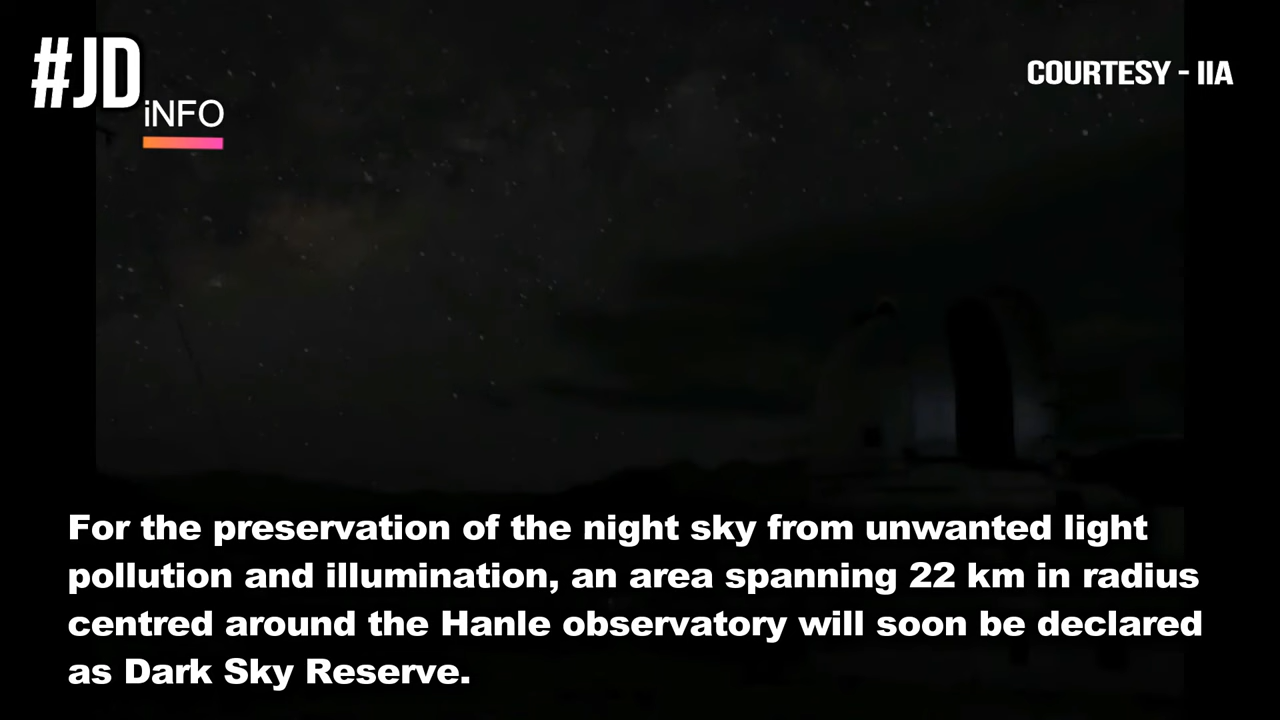 #JD
iNFO
COURTESY - IIA
For the preservation of the night sky from unwanted light
pollution and illumination, an area spanning 22 km in radius
centred around the Hanle observatory will soon be declared
as Dark Sky Reserve.